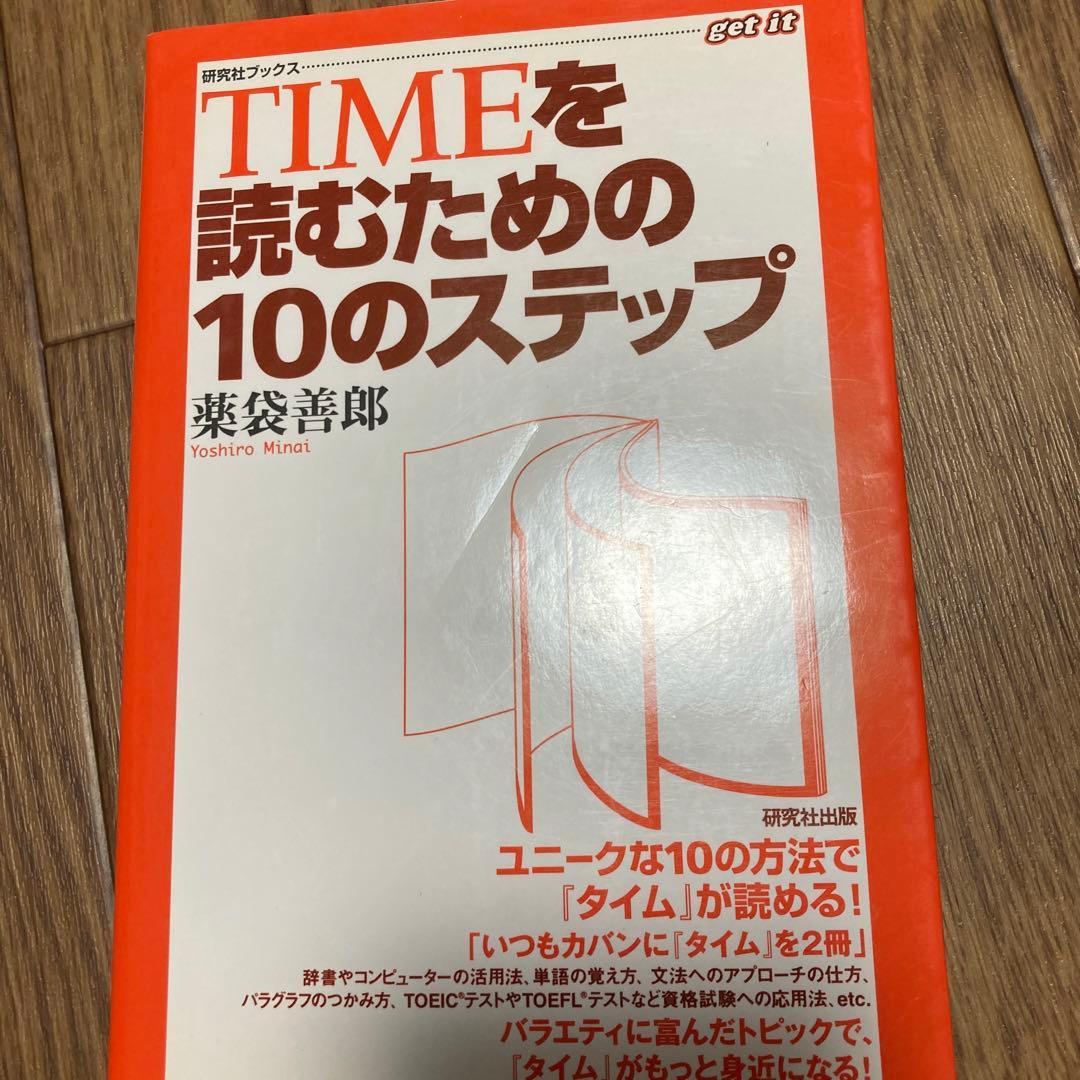 get it
研究社ブックス
TIMEを
読むための
10のステップ
薬袋善郎
Yoshiro Minai
研究社出版
ユニークな10の方法で
『タイム』が読める!
「いつもカバンに『タイム』を2冊」
辞書やコンピューターの活用法、単語の覚え方、文法へのアプローチの仕方、
パラグラフのつかみ方、TOEIC®テストやTOEFL®テストなど資格試験への応用法、etc.
バラエティに富んだトピックで、
『タイム』がもっと身近になる!